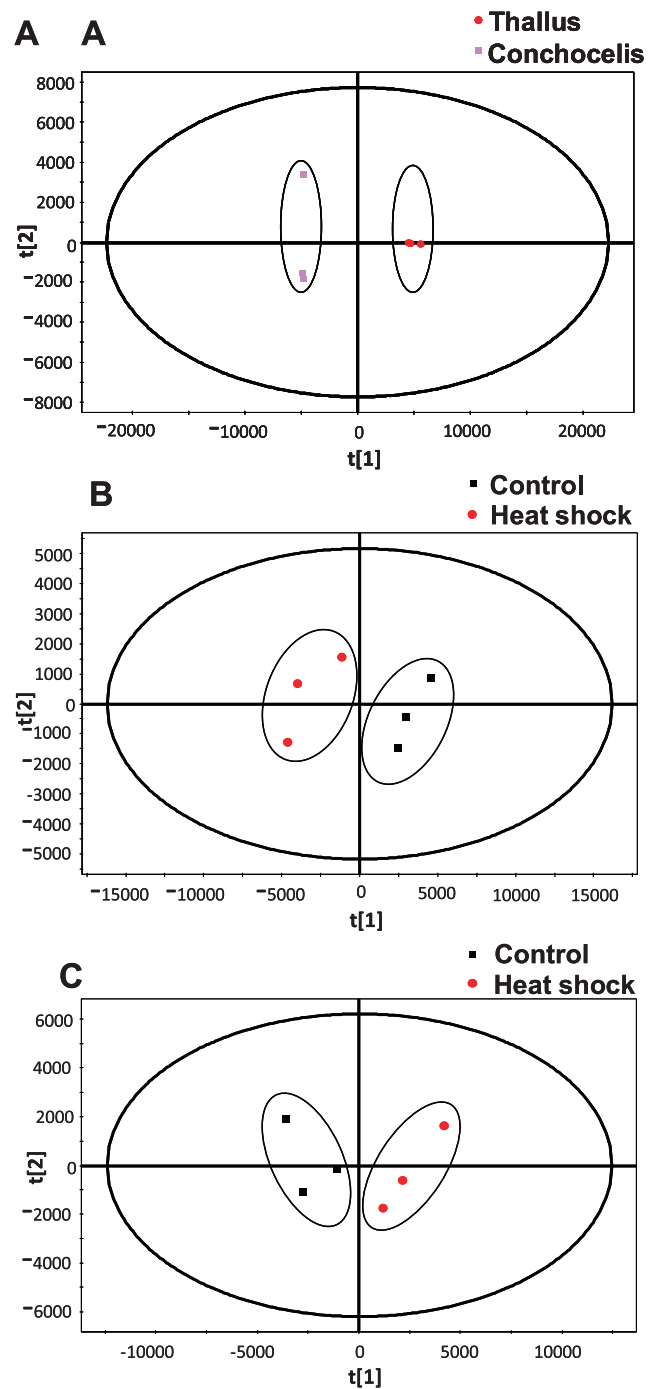 A A
Thallus
Conchocelis
8000
6000
4000
2000
0
−2000
−4000
−6000
−8000
t[2]
−20000 −10000 0 10000 20000
t[1]
B
Control
Heat shock
5000
4000
3000
2000
1000
0
-1000
−2000
-3000
−4000
−5000
t[2]
−15000 −10000 −5000 0 5000 10000 15000
t[1]
C
Control
Heat shock
6000
4000
2000
0
−2000
−4000
−6000
t[2]
-10000 -5000 0 5000 10000
t[1]